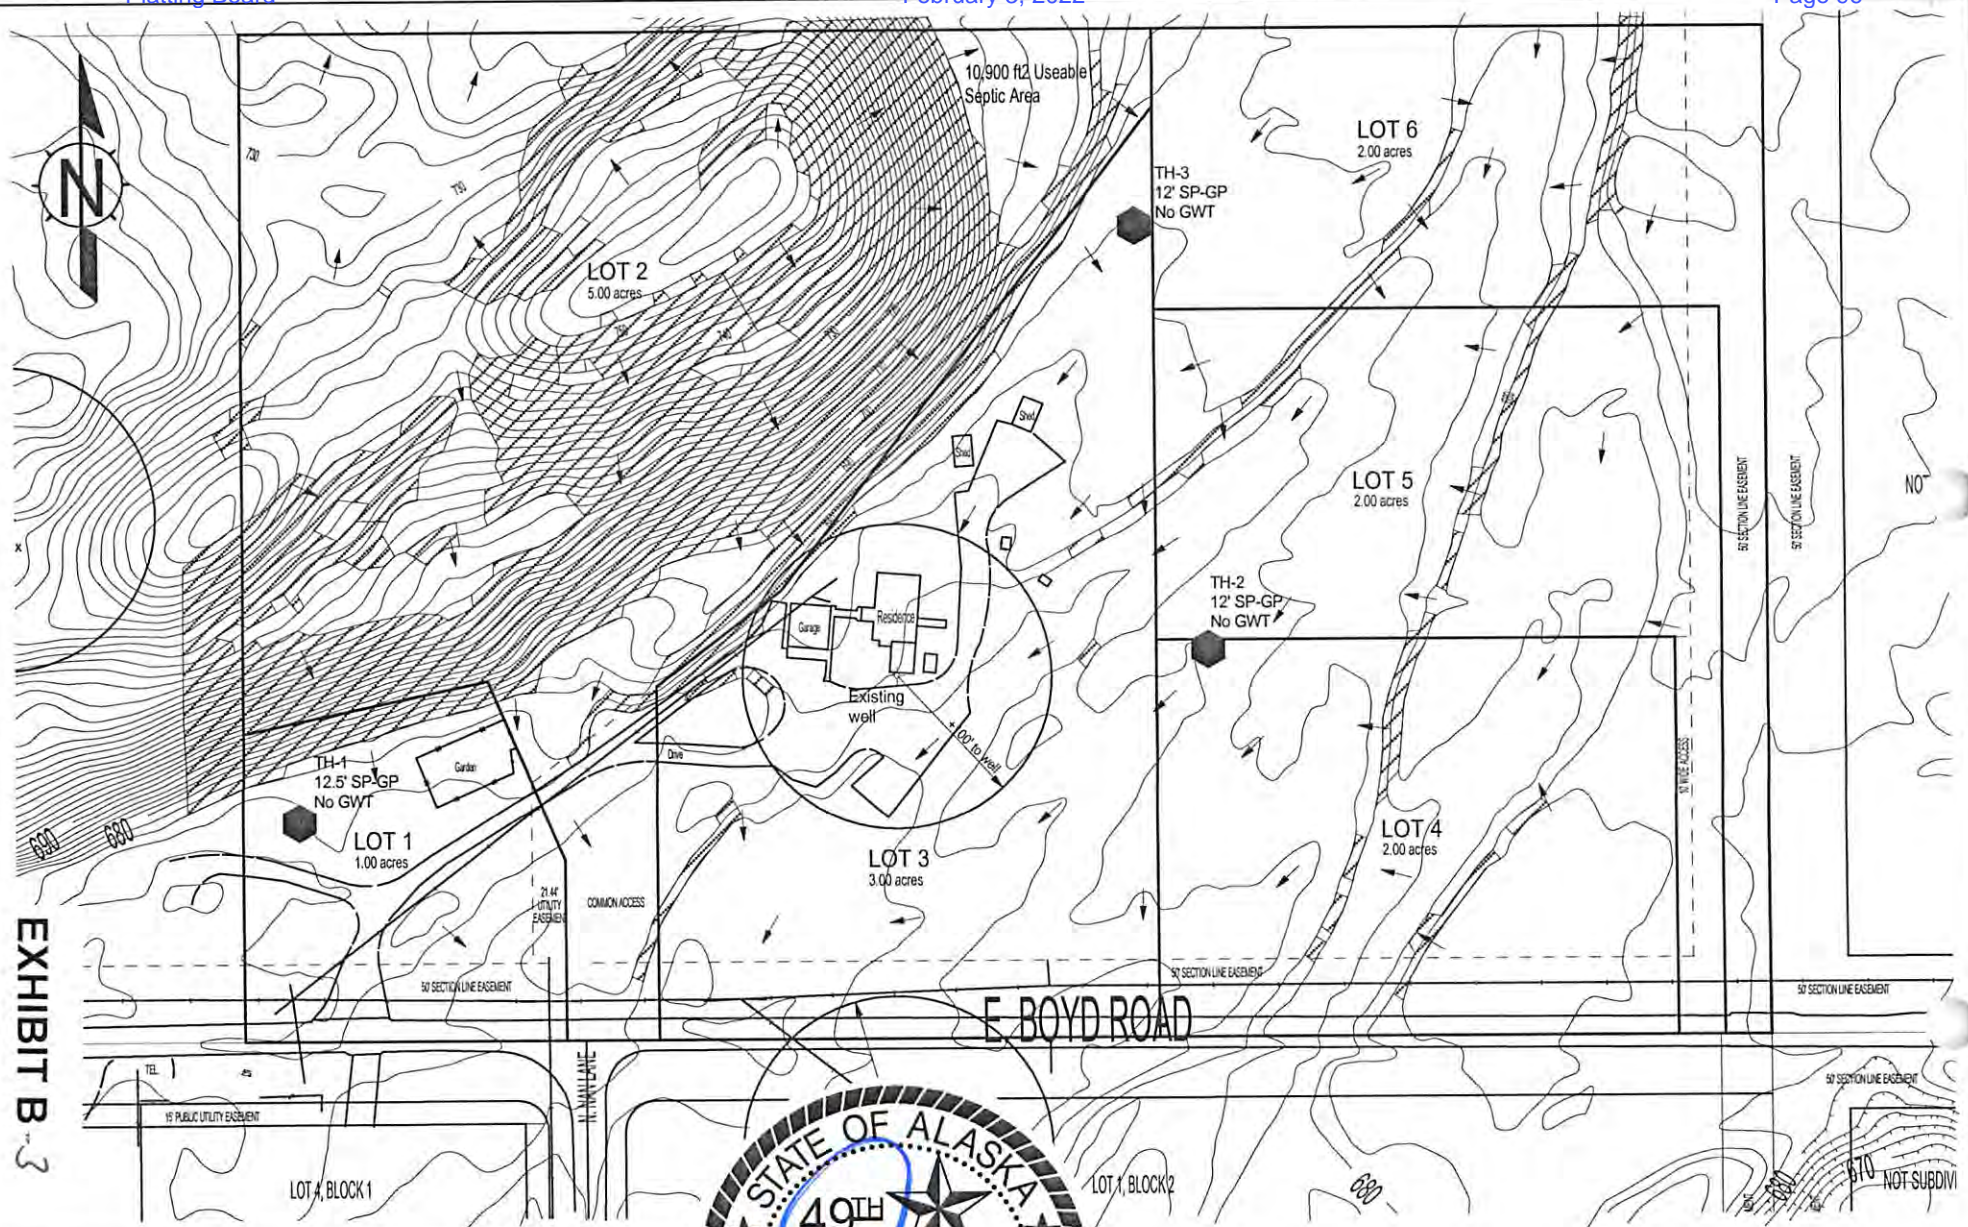 Platting Board
February 3, 2022
10,900 ft2 Useable
Septic Area
N
730
730
LOT 6
2.00 acres
TH-3
12' SP-GP
No GWT
LOT 2
5.00 acres
750
740
Shed
Shed
LOT 5
2.00 acres
50' SECTION LINE EASEMENT
50' SECTION LINE EASEMENT
NOT
x
TH-2
12' SP-GP
No GWT
Garage
Residence
Existing
well
100' to well
Drive
Garden
TH-1
12.5' SP-GP
No GWT
10' WIDE ACCESS
690
680
LOT 1
1.00 acres
LOT 4
2.00 acres
LOT 3
3.00 acres
21.44'
UTILITY
EASEMENT
COMMON ACCESS
50' SECTION LINE EASEMENT
50' SECTION LINE EASEMENT
50' SECTION LINE EASEMENT
E. BOYD ROAD
N. NAN LANE
TEL
15' PUBLIC UTILITY EASEMENT
50' SECTION LINE EASEMENT
LOT 4, BLOCK 1
STATE OF ALASKA
49TH
LOT 1, BLOCK 2
680
680
670
NOT SUBDIVI
EXHIBIT B-3